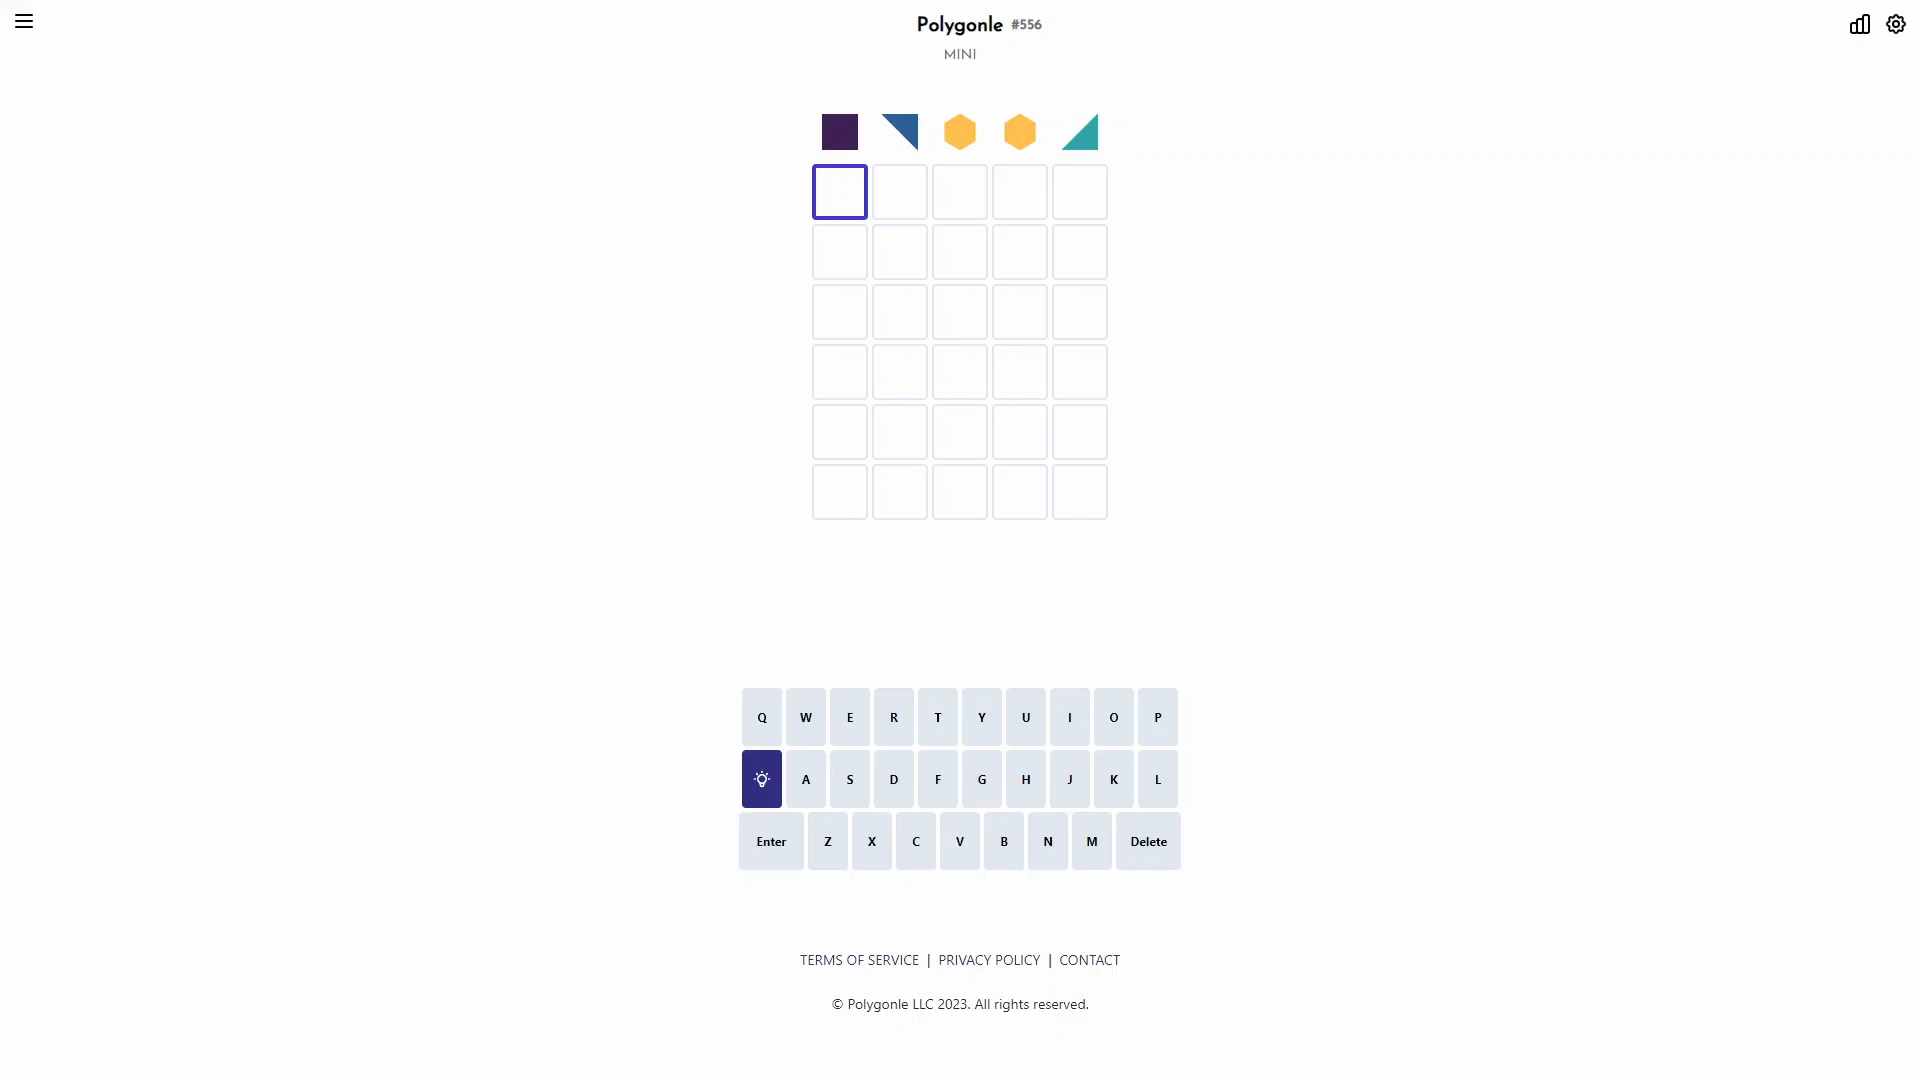 Polygonle #556
MINI
Q W E R T Y U I O P
A S D F G H J K L
Enter Z X C V B N M Delete
TERMS OF SERVICE | PRIVACY POLICY | CONTACT
© Polygonle LLC 2023. All rights reserved.